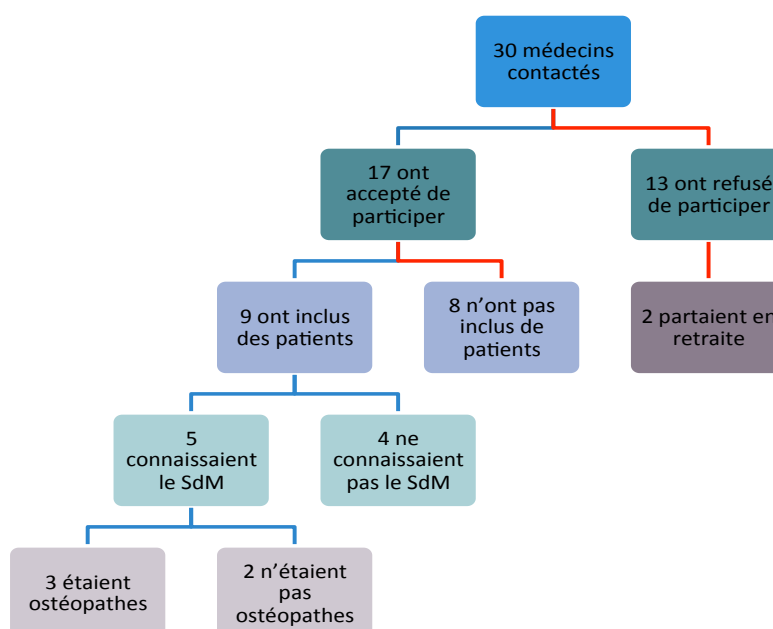 30 médecins
contactés
17 ont
accepté de
participer
13 ont refusé
de participer
9 ont inclus
des patients
8 n’ont pas
inclus de
patients
2 partaient en
retraite
5
connaissaient
le SdM
4 ne
connaissaient
pas le SdM
3 étaient
ostéopathes
2 n’étaient
pas
ostéopathes